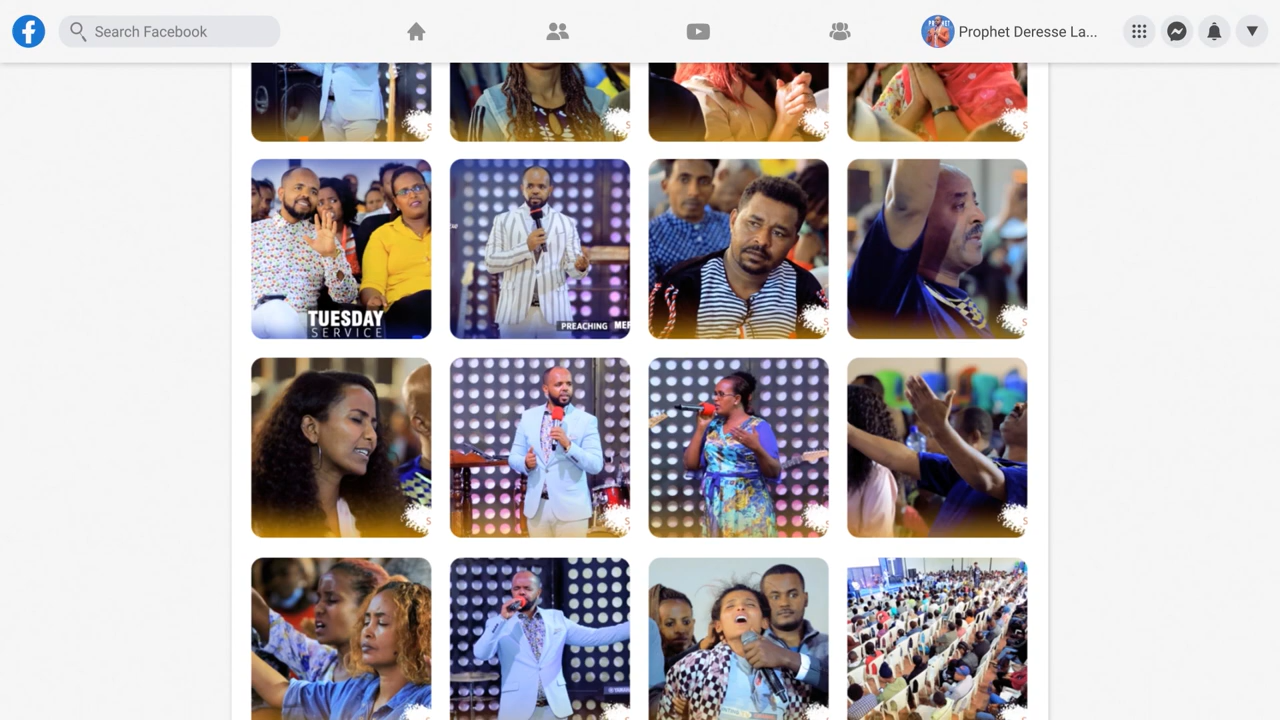 Search Facebook
Prophet Deresse La...
TUESDAY
SERVICE
PREACHING